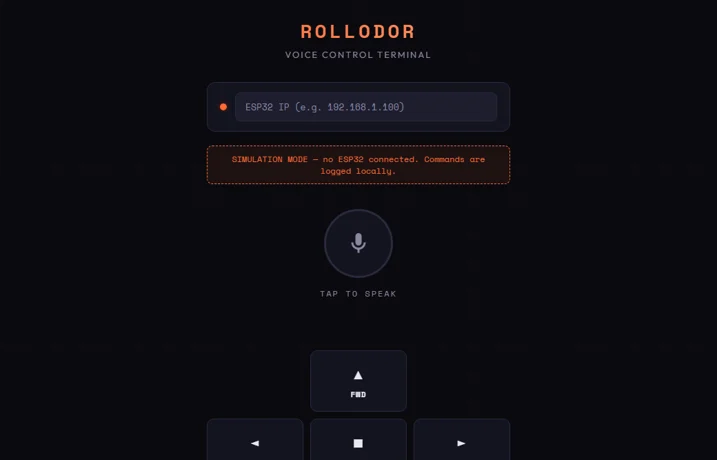 ROLLODOR
VOICE CONTROL TERMINAL
ESP32 IP (e.g. 192.168.1.100)
SIMULATION MODE — no ESP32 connected. Commands are
logged locally.
TAP TO SPEAK
FWD